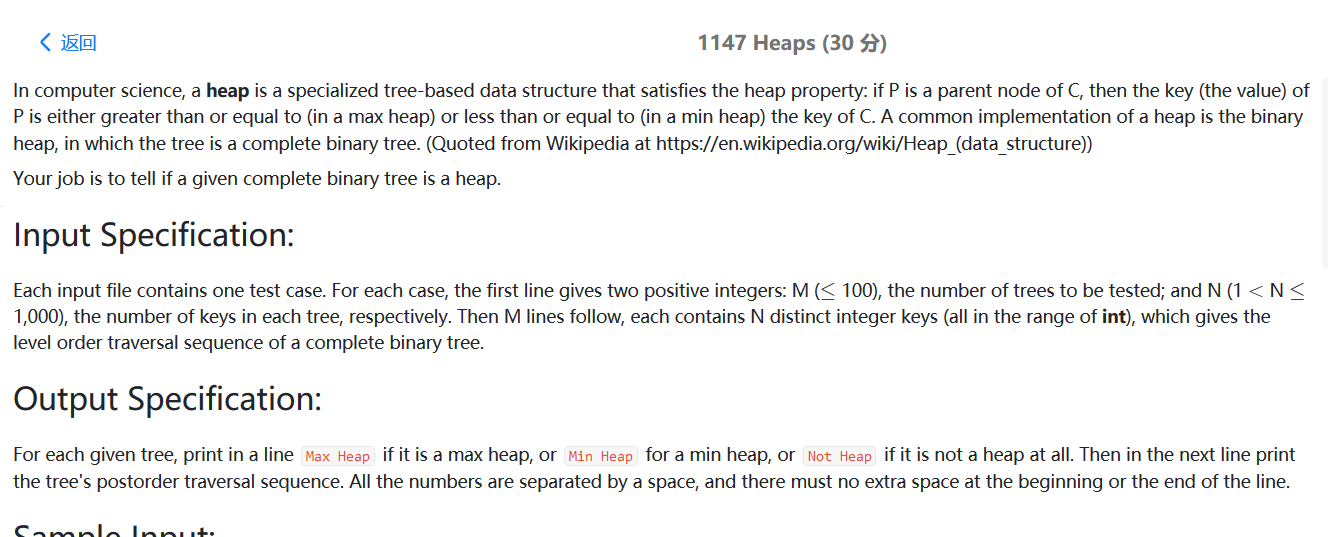 返回
1147 Heaps (30 分)
In computer science, a heap is a specialized tree-based data structure that satisfies the heap property: if P is a parent node of C, then the key (the value) of
P is either greater than or equal to (in a max heap) or less than or equal to (in a min heap) the key of C. A common implementation of a heap is the binary
heap, in which the tree is a complete binary tree. (Quoted from Wikipedia at https://en.wikipedia.org/wiki/Heap_(data_structure))
Your job is to tell if a given complete binary tree is a heap.
Input Specification:
Each input file contains one test case. For each case, the first line gives two positive integers: M (≤ 100), the number of trees to be tested; and N (1 < N ≤
1,000), the number of keys in each tree, respectively. Then M lines follow, each contains N distinct integer keys (all in the range of int), which gives the
level order traversal sequence of a complete binary tree.
Output Specification:
For each given tree, print in a line Max Heap if it is a max heap, or Min Heap for a min heap, or Not Heap if it is not a heap at all. Then in the next line print
the tree's postorder traversal sequence. All the numbers are separated by a space, and there must no extra space at the beginning or the end of the line.
Sample Input: